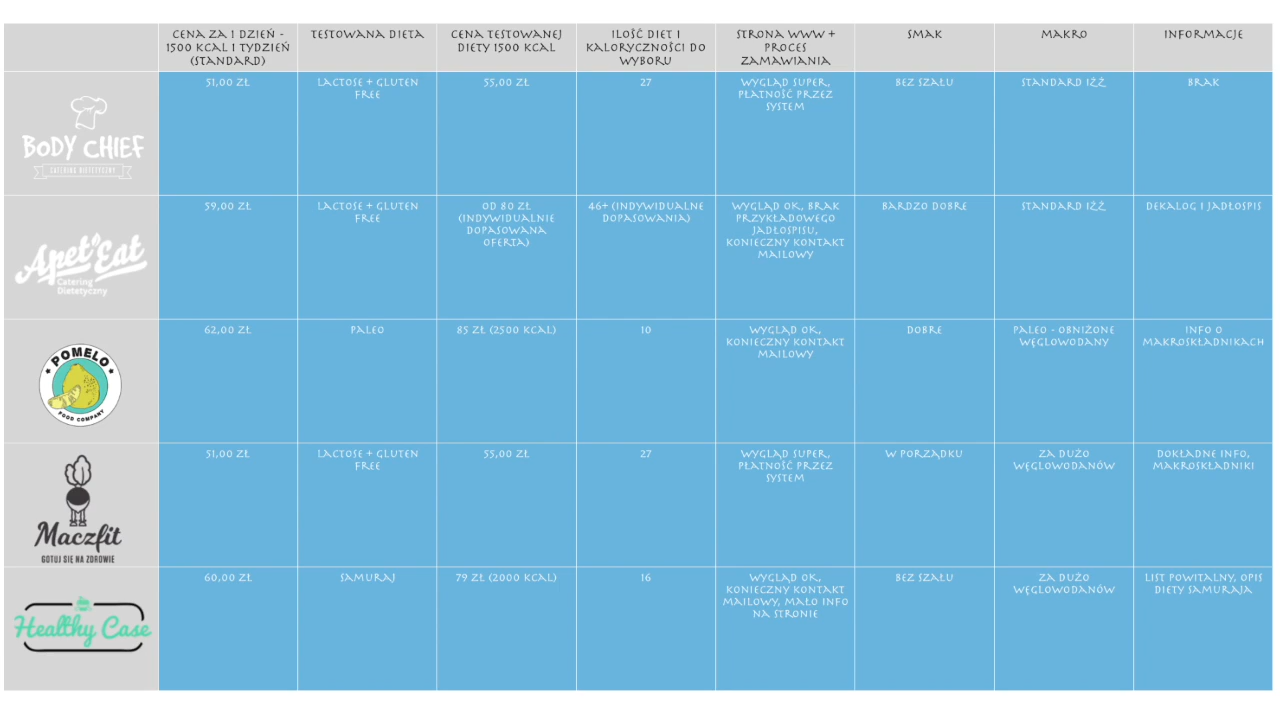 CENA ZA 1 DZIEŃ -
1500 KCAL 1 TYDZIEŃ
(STANDARD)
TESTOWANA DIETA
CENA TESTOWANEJ
DIETY 1500 KCAL
ILOŚĆ DIET I
KALORYCZNOŚCI DO
WYBORU
STRONA WWW +
PROCES
ZAMAWIANIA
SMAK
MAKRO
INFORMACJE
BODY CHIEF
CATERING DIETETYCZNY
51,00 ZŁ
LACTOSE + GLUTEN
FREE
55,00 ZŁ
27
WYGLĄD SUPER,
PŁATNOŚĆ PRZEZ
SYSTEM
BEZ SZAŁU
STANDARD IŻŻ
BRAK
Apet'Eat
Catering
Dietetyczny
59,00 ZŁ
LACTOSE + GLUTEN
FREE
OD 80 ZŁ
(INDYWIDUALNIE
DOPASOWANA
OFERTA)
46+ (INDYWIDUALNE
DOPASOWANIA)
WYGLĄD OK, BRAK
PRZYKŁADOWEGO
JADŁOSPISU,
KONIECZNY KONTAKT
MAILOWY
BARDZO DOBRE
STANDARD IŻŻ
DEKALOG I JADŁOSPIS
POMELO
FOOD COMPANY
62,00 ZŁ
PALEO
85 ZŁ (2500 KCAL)
10
WYGLĄD OK,
KONIECZNY KONTAKT
MAILOWY
DOBRE
PALEO - OBNIŻONE
WĘGLOWODANY
INFO O
MAKROSKŁADNIKACH
Maczfit
GOTUJ SIĘ NA ZDROWIE
51,00 ZŁ
LACTOSE + GLUTEN
FREE
55,00 ZŁ
27
WYGLĄD SUPER,
PŁATNOŚĆ PRZEZ
SYSTEM
W PORZĄDKU
ZA DUŻO
WĘGLOWODANÓW
DOKŁADNE INFO,
MAKROSKŁADNIKI
Healthy Case
60,00 ZŁ
SAMURAJ
79 ZŁ (2000 KCAL)
16
WYGLĄD OK,
KONIECZNY KONTAKT
MAILOWY, MAŁO INFO
NA STRONIE
BEZ SZAŁU
ZA DUŻO
WĘGLOWODANÓW
LIST POWITALNY, OPIS
DIETY SAMURAJA